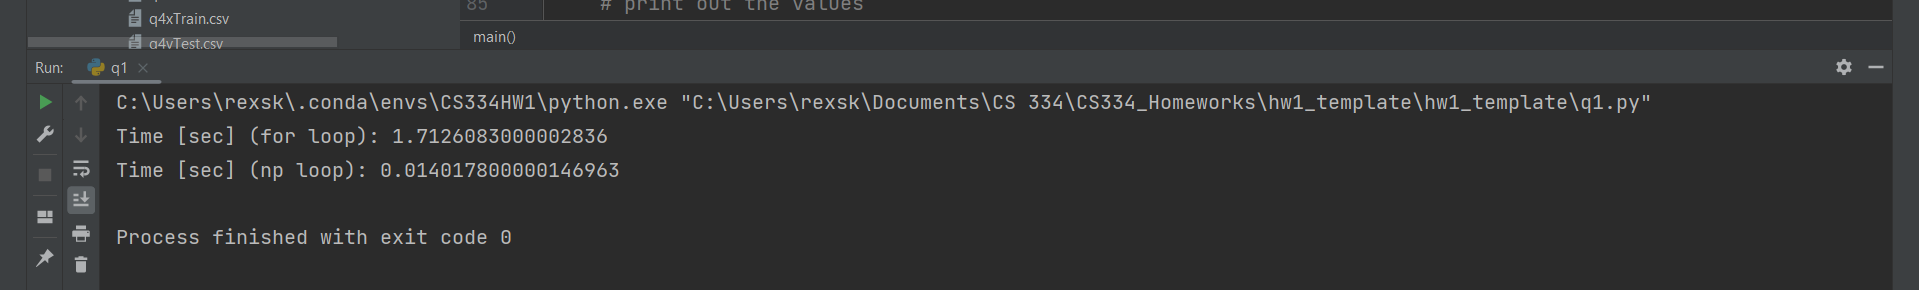 q4xTrain.csv
q4yTest.csv
85 # print out the values
main()
Run: q1
C:\Users\rexsk\.conda\envs\CS334HW1\python.exe "C:\Users\rexsk\Documents\CS 334\CS334_Homeworks\hw1_template\hw1_template\q1.py"
Time [sec] (for loop): 1.7126083000002836
Time [sec] (np loop): 0.014017800000146963
Process finished with exit code 0